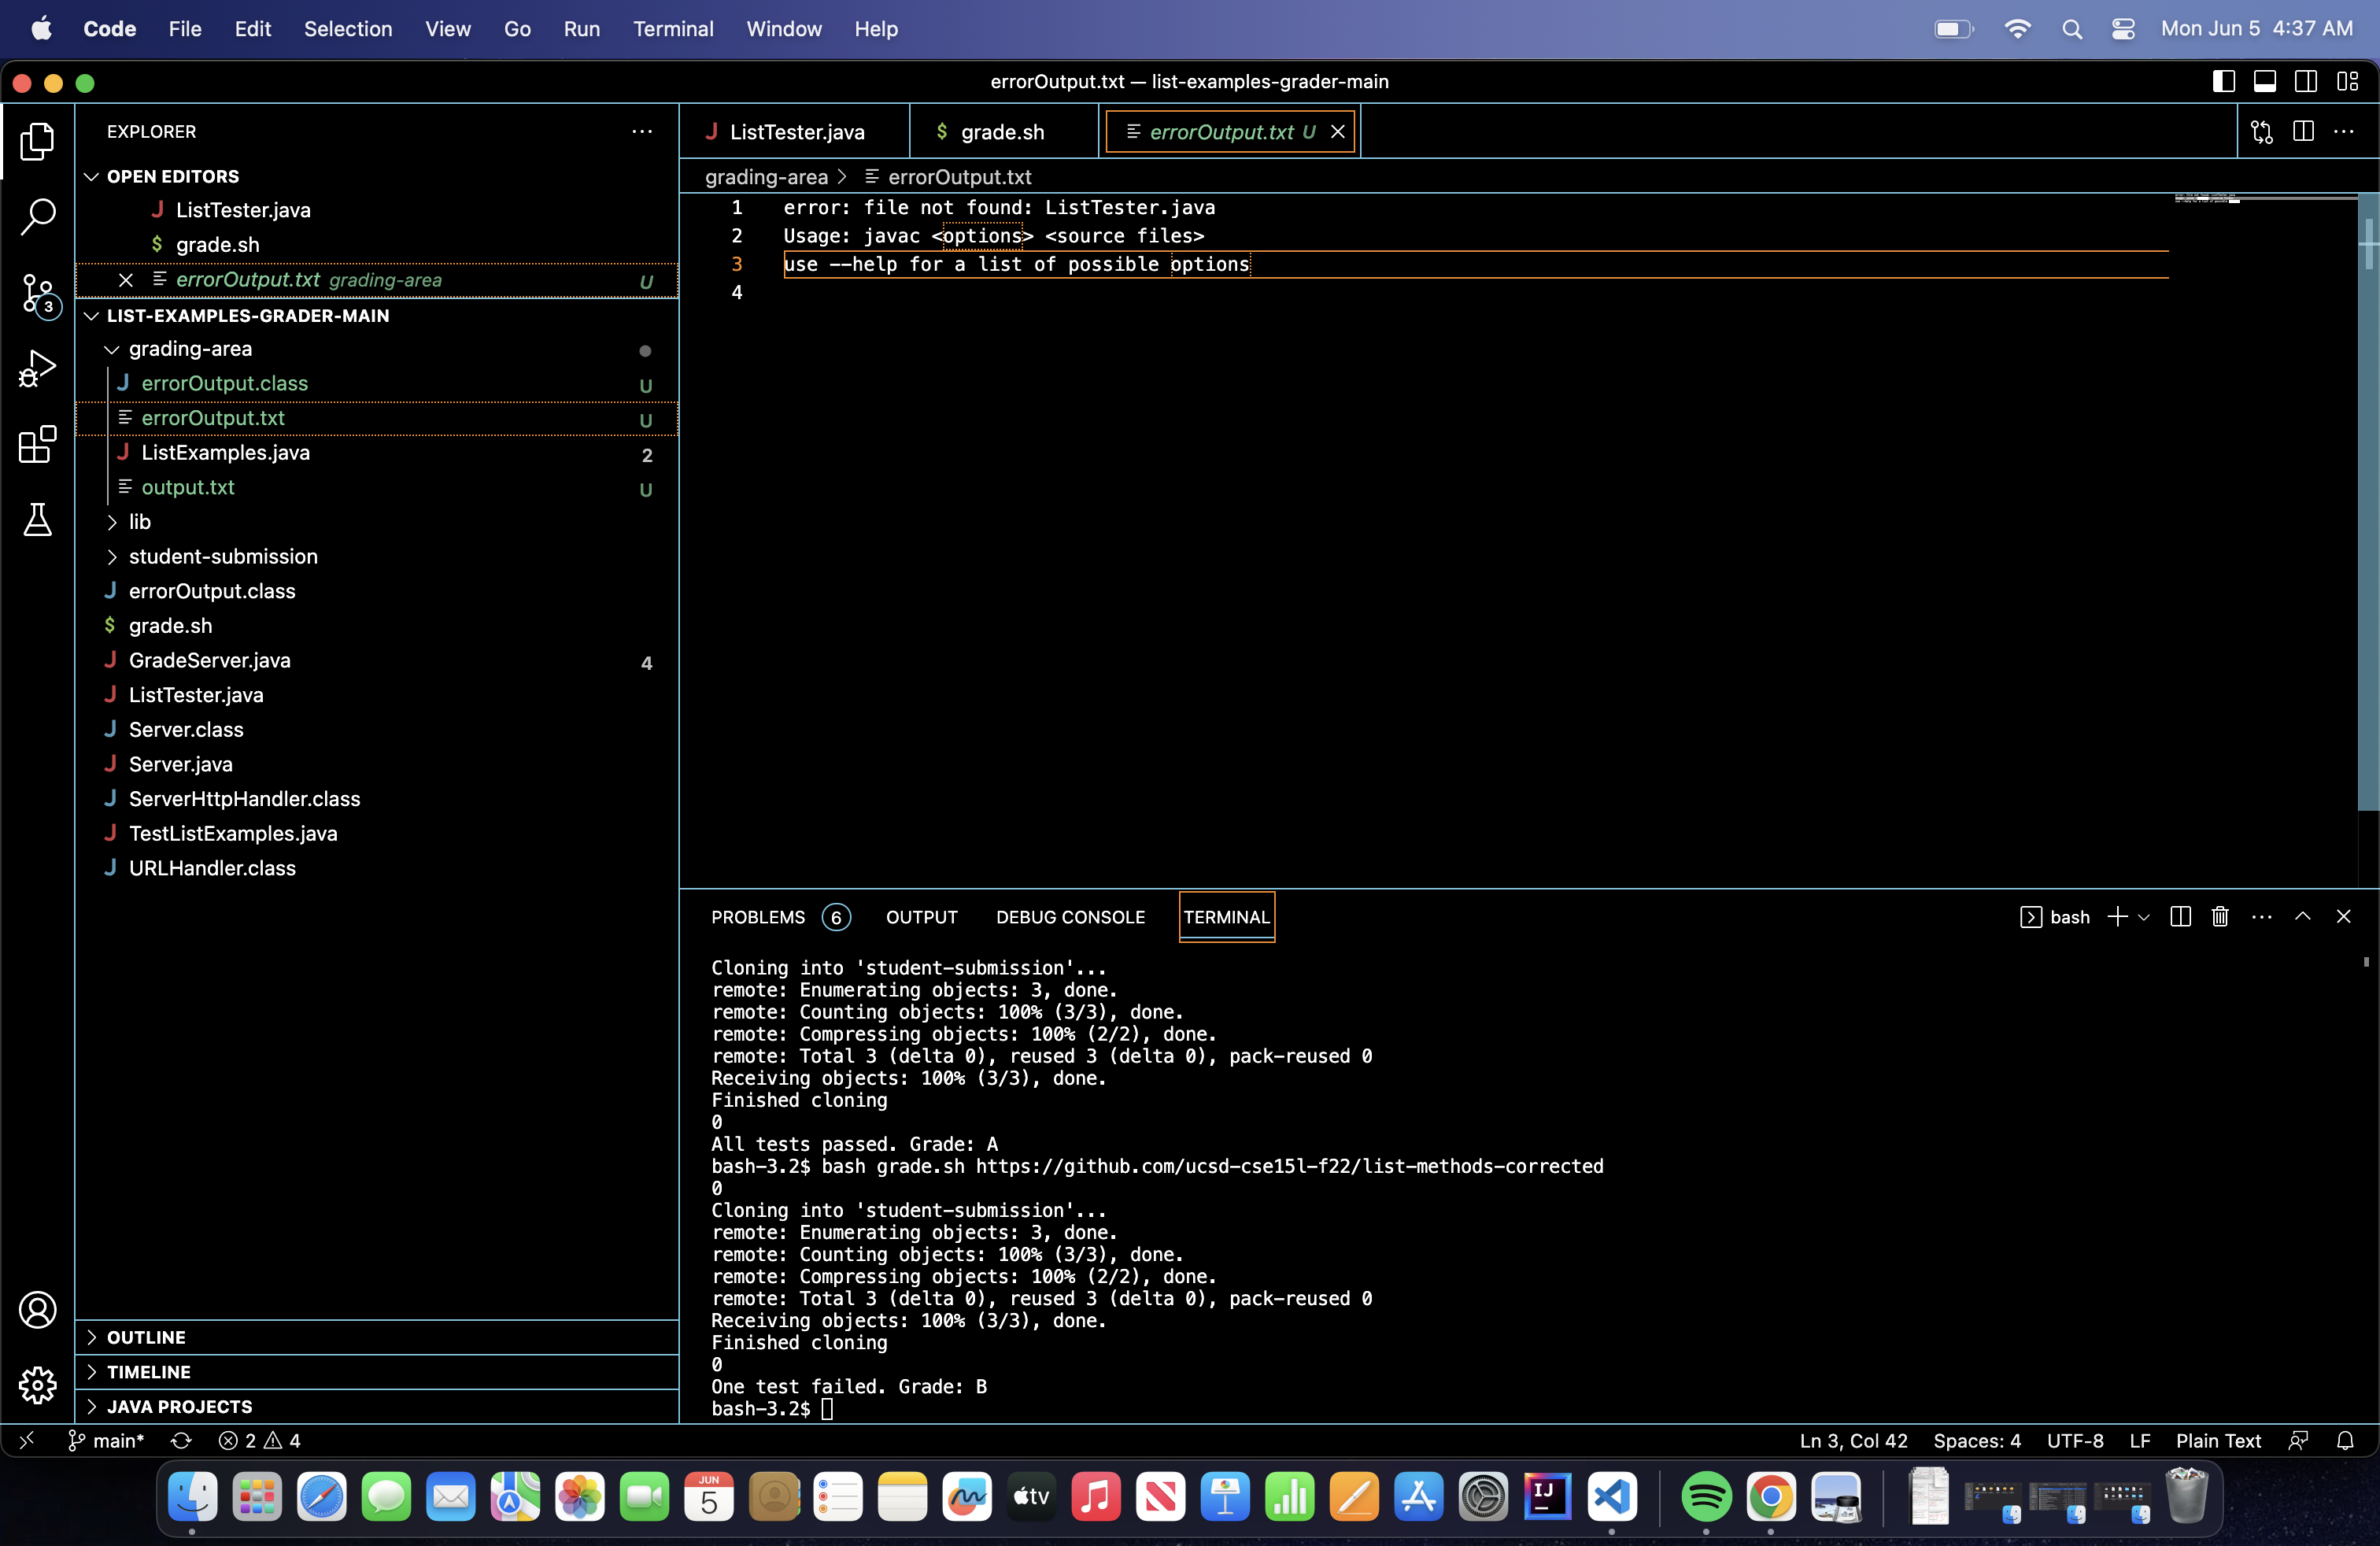 Code File Edit Selection View Go Run Terminal Window Help Mon Jun 5 4:37 AM
errorOutput.txt — list-examples-grader-main
EXPLORER
OPEN EDITORS
ListTester.java
$ grade.sh
errorOutput.txt grading-area U
LIST-EXAMPLES-GRADER-MAIN
grading-area
errorOutput.class U
errorOutput.txt U
ListExamples.java 2
output.txt U
lib
student-submission
errorOutput.class
$ grade.sh
GradeServer.java 4
ListTester.java
Server.class
Server.java
ServerHttpHandler.class
TestListExamples.java
URLHandler.class
OUTLINE
TIMELINE
JAVA PROJECTS
3
ListTester.java $ grade.sh errorOutput.txt U
grading-area > errorOutput.txt
1 error: file not found: ListTester.java
2 Usage: javac <options> <source files>
3 use --help for a list of possible options
4
PROBLEMS 6 OUTPUT DEBUG CONSOLE TERMINAL bash
Cloning into 'student-submission'...
remote: Enumerating objects: 3, done.
remote: Counting objects: 100% (3/3), done.
remote: Compressing objects: 100% (2/2), done.
remote: Total 3 (delta 0), reused 3 (delta 0), pack-reused 0
Receiving objects: 100% (3/3), done.
Finished cloning
0
All tests passed. Grade: A
bash-3.2$ bash grade.sh https://github.com/ucsd-cse15l-f22/list-methods-corrected
0
Cloning into 'student-submission'...
remote: Enumerating objects: 3, done.
remote: Counting objects: 100% (3/3), done.
remote: Compressing objects: 100% (2/2), done.
remote: Total 3 (delta 0), reused 3 (delta 0), pack-reused 0
Receiving objects: 100% (3/3), done.
Finished cloning
0
One test failed. Grade: B
bash-3.2$
main* 2 4 Ln 3, Col 42 Spaces: 4 UTF-8 LF Plain Text
JUN
5
tv
IJ